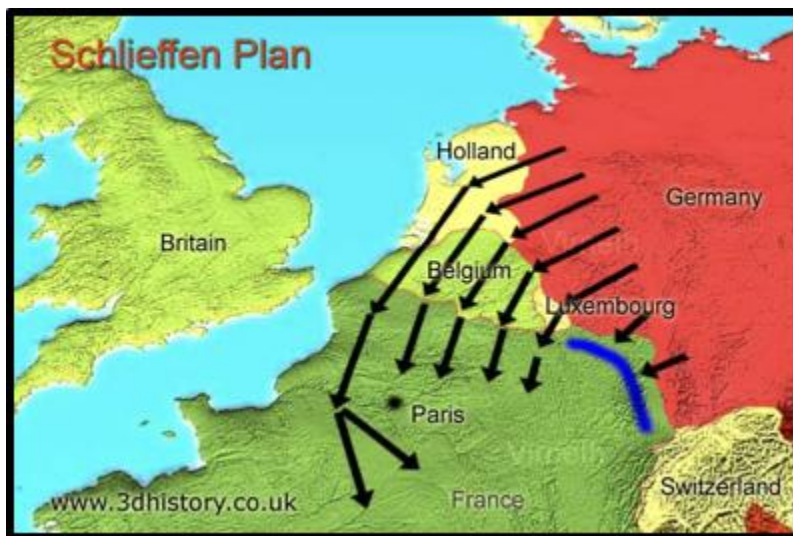 Schlieffen Plan
Holland
Germany
Britain
Belgium
Luxembourg
Paris
www.3dhistory.co.uk
France
Switzerland